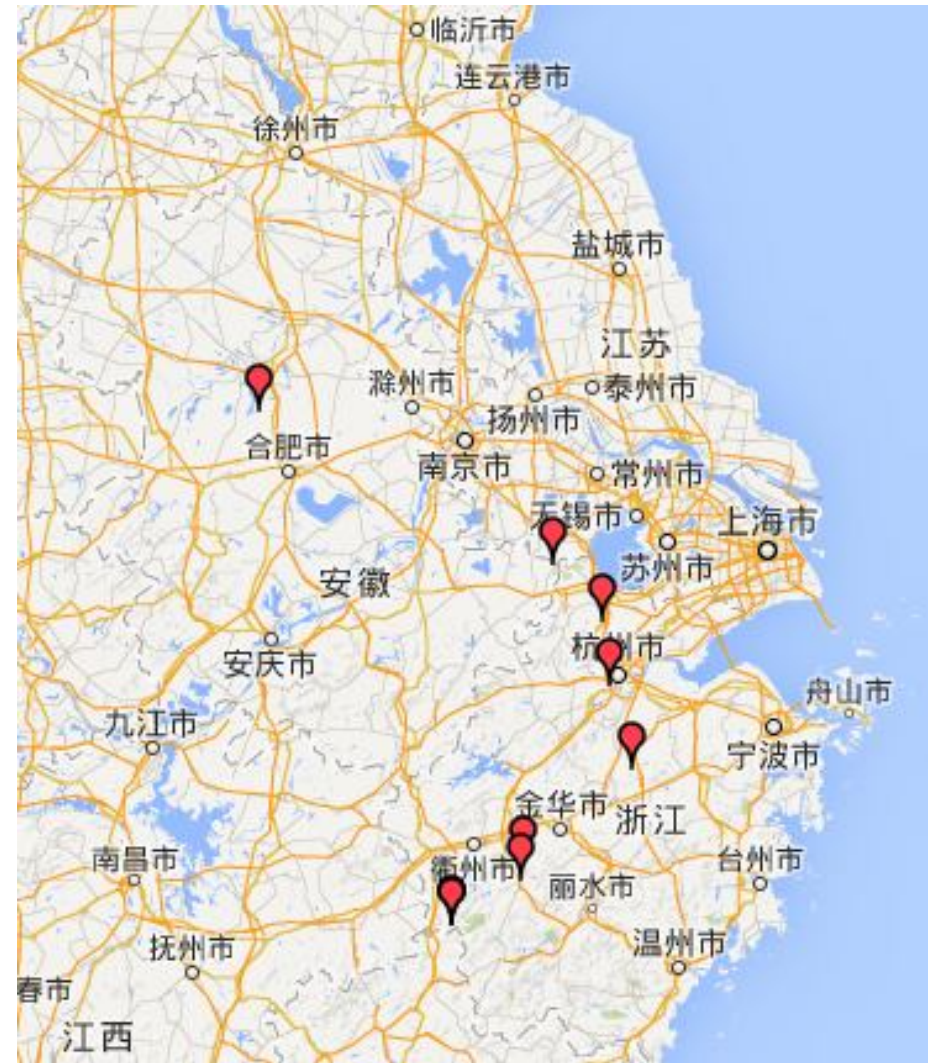 临沂市
连云港市
徐州市
盐城市
江苏
滁州市
泰州市
扬州市
合肥市
南京市
常州市
无锡市
上海市
苏州市
安徽
杭州市
安庆市
舟山市
九江市
宁波市
金华市
浙江
南昌市
衢州市
台州市
丽水市
抚州市
温州市
春市
江西